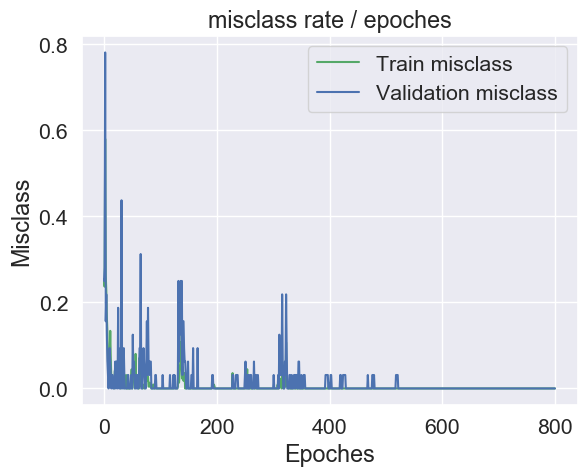 misclass rate / epoches
Train misclass
Validation misclass
0.8
0.6
0.4
0.2
0.0
Misclass
0 200 400 600 800
Epoches